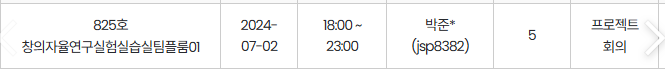 825호
창의자율연구실험실습실팀플룸01
2024-
07-02
18:00 ~
23:00
박준*
(jsp8382)
5
프로젝트
회의